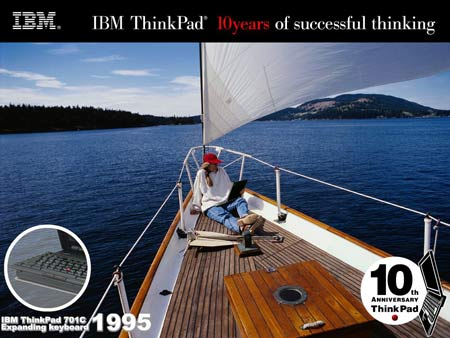 IBM®
IBM ThinkPad® 10years of successful thinking
IBM ThinkPad 701C
Expanding keyboard 1995
10th
ANNIVERSARY
ThinkPad